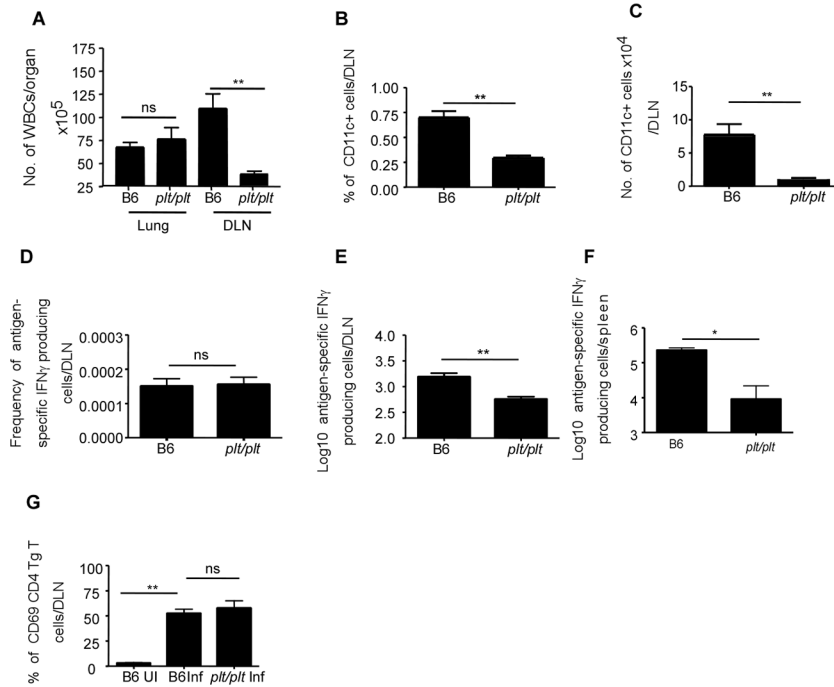 A
No. of WBCs/organ
x10⁵
175
150
125
100
75
50
25
ns
**
B6
plt/plt
B6
plt/plt
Lung
DLN
B
% of CD11c+ cells/DLN
1.00
0.75
0.50
0.25
0.00
**
B6
plt/plt
C
No. of CD11c+ cells x10⁴
/DLN
15
10
5
0
**
B6
plt/plt
D
Frequency of antigen-
specific IFNγ producing
cells/DLN
0.0003
0.0002
0.0001
0.0000
ns
B6
plt/plt
E
Log10 antigen-specific IFNγ
producing cells/DLN
4.0
3.5
3.0
2.5
2.0
**
B6
plt/plt
F
Log10 antigen-specific IFNγ
producing cells/spleen
6
5
4
3
*
B6
plt/plt
G
% of CD69 CD4 Tg T
cells/DLN
100
75
50
25
0
**
ns
B6 UI
B6Inf
plt/plt Inf